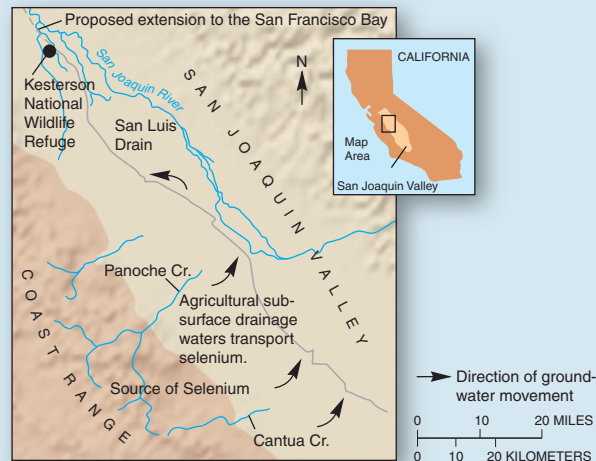 Proposed extension to the San Francisco Bay
Kesterson
National
Wildlife
Refuge
San Joaquin River
San Luis
Drain
SAN JOAQUIN VALLEY
N
CALIFORNIA
Map
Area
San Joaquin Valley
Panoche Cr.
Agricultural sub-
surface drainage
waters transport
selenium.
COAST RANGE
Source of Selenium
Cantua Cr.
Direction of ground-
water movement
0 10 20 MILES
0 10 20 KILOMETERS